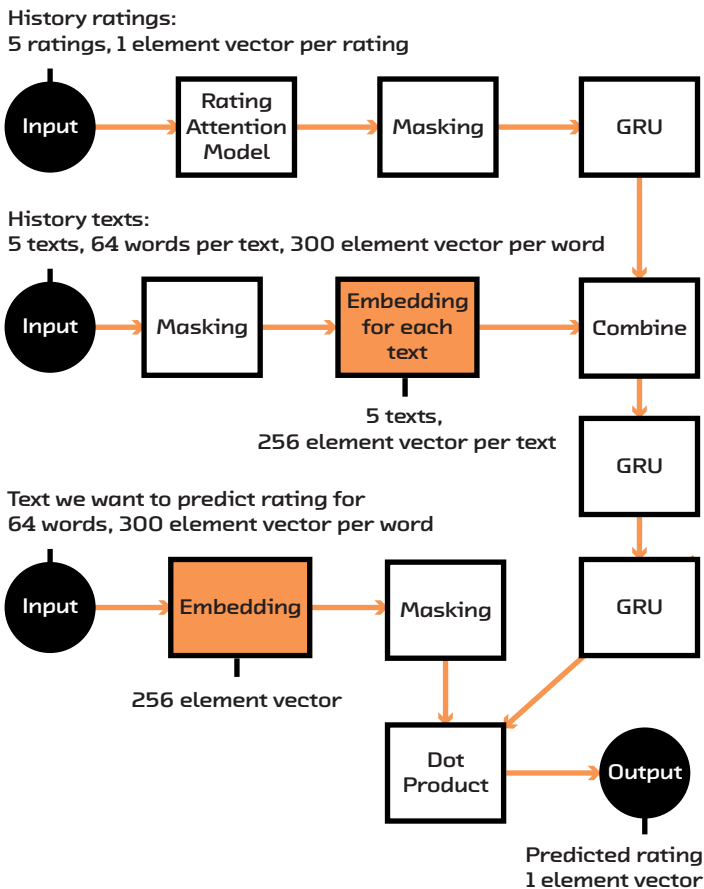 History ratings:
5 ratings, 1 element vector per rating
Input
Rating
Attention
Model
Masking
GRU
History texts:
5 texts, 64 words per text, 300 element vector per word
Input
Masking
Embedding
for each
text
Combine
5 texts,
256 element vector per text
GRU
Text we want to predict rating for
64 words, 300 element vector per word
Input
Embedding
Masking
GRU
256 element vector
Dot
Product
Output
Predicted rating
1 element vector